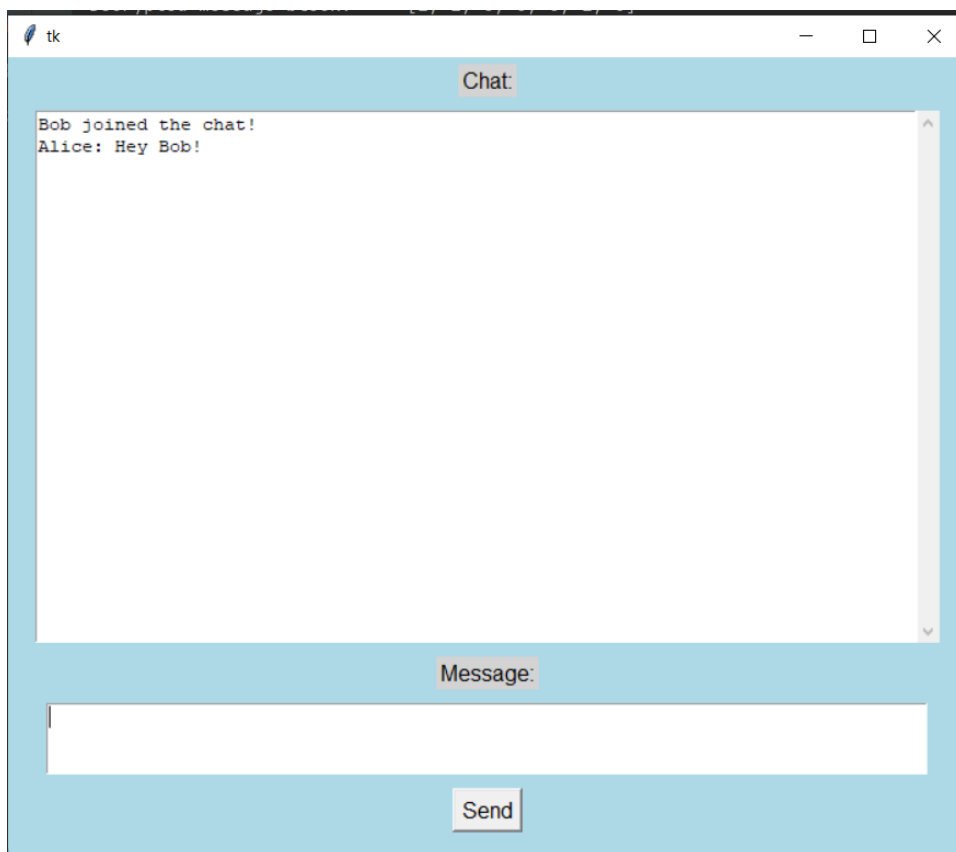 tk
Chat:
Bob joined the chat!
Alice: Hey Bob!
Message:
Send